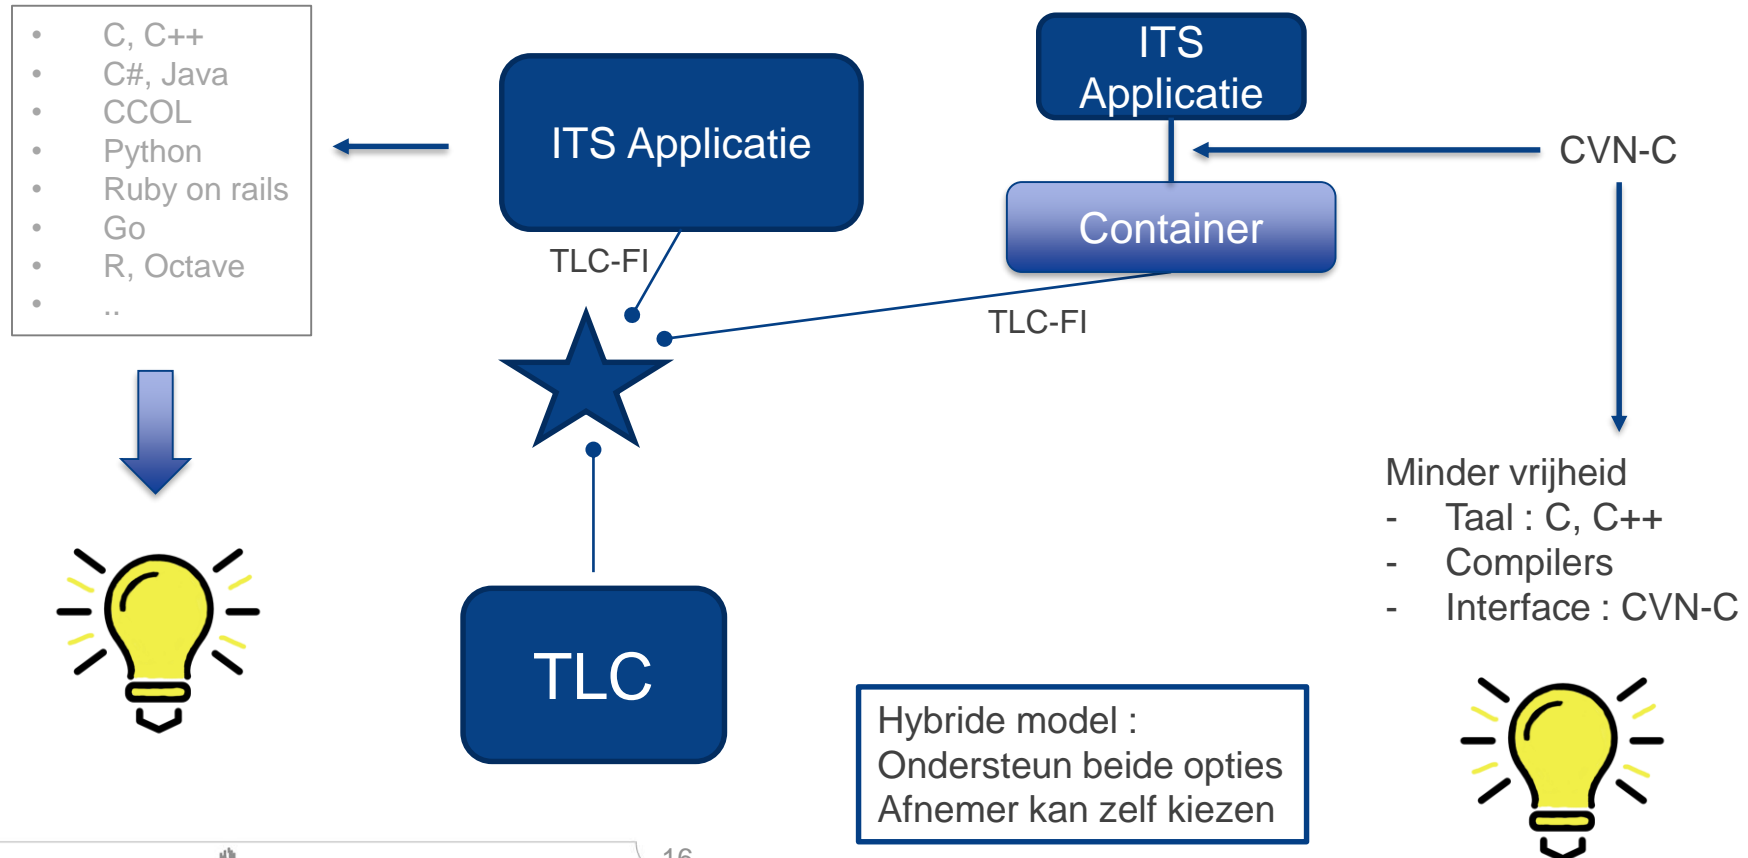 • C, C++
• C#, Java
• CCOL
• Python
• Ruby on rails
• Go
• R, Octave
• ..
ITS Applicatie
TLC-FI
ITS
Applicatie
Container
TLC-FI
CVN-C
Minder vrijheid
- Taal : C, C++
- Compilers
- Interface : CVN-C
TLC
Hybride model :
Ondersteun beide opties
Afnemer kan zelf kiezen
16